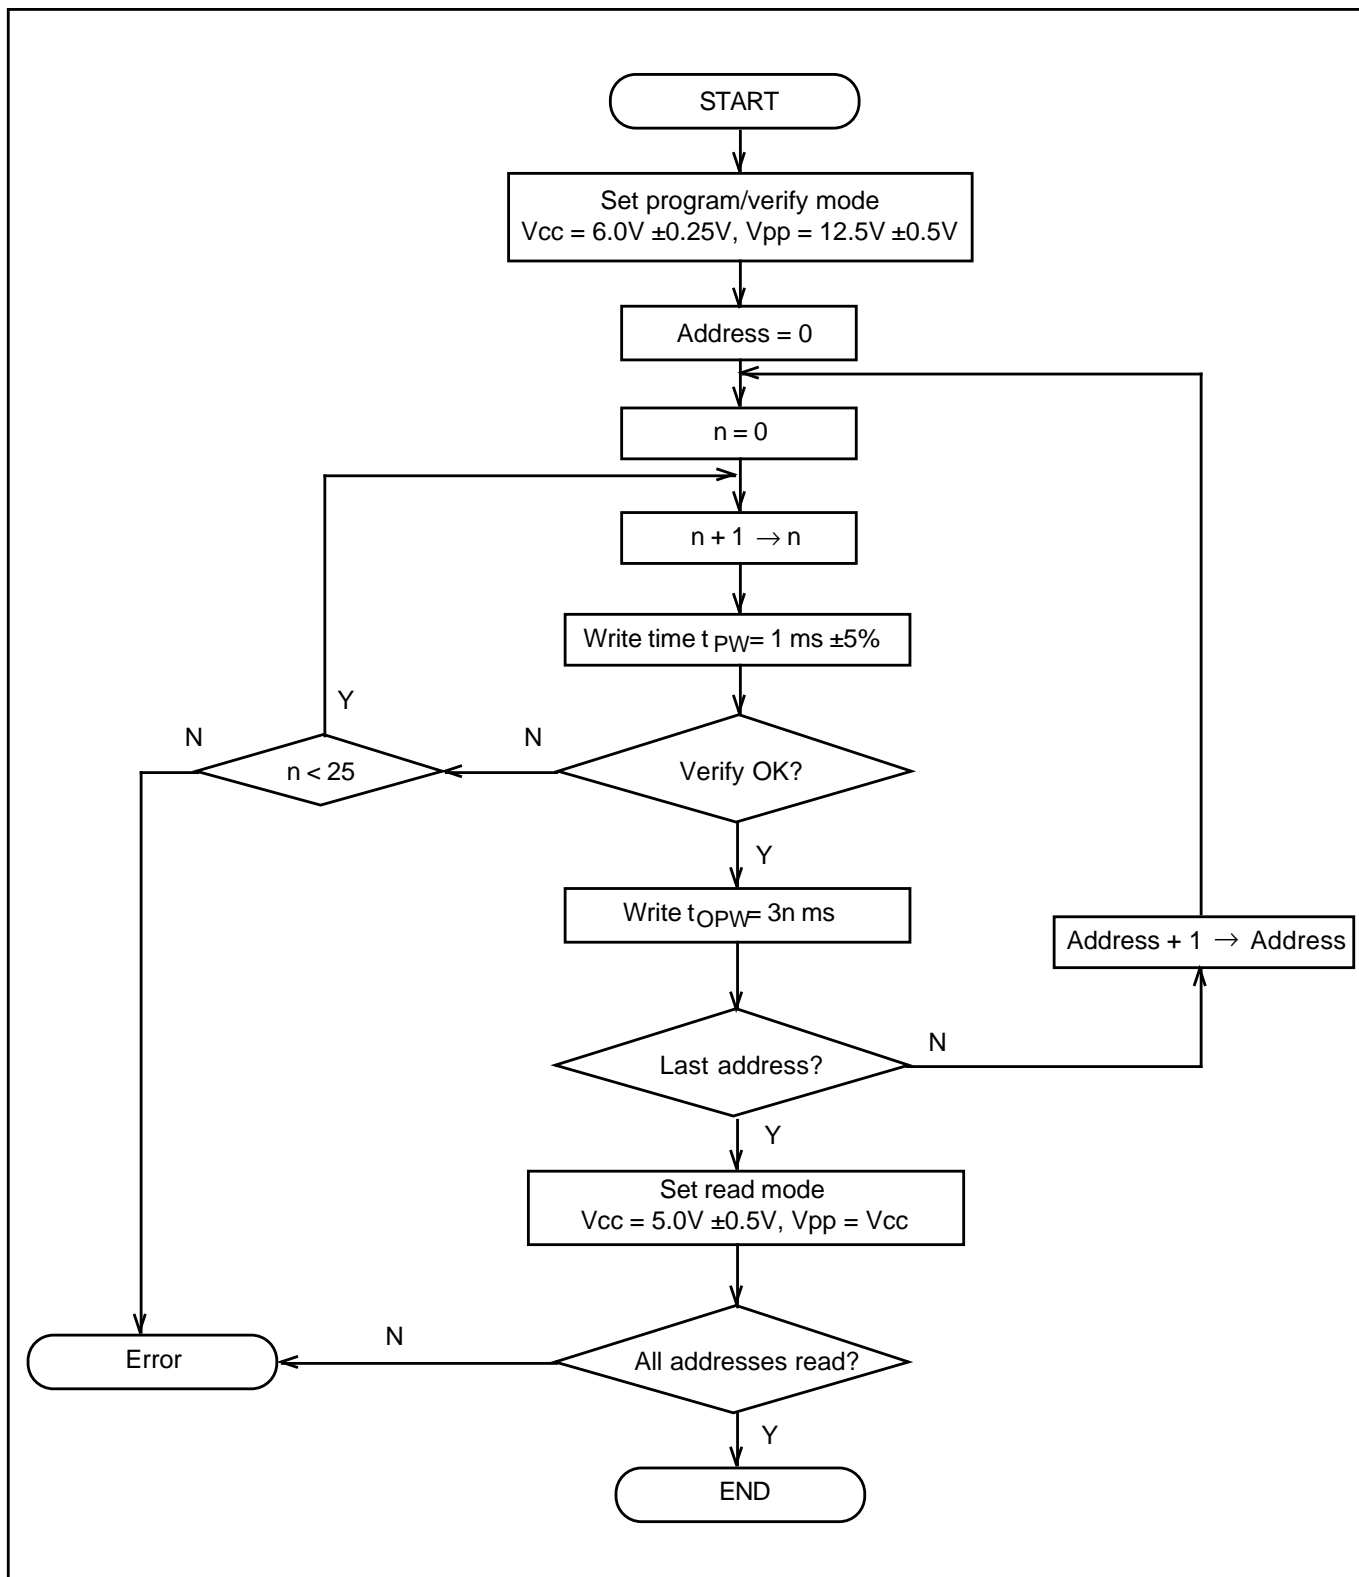 START
Set program/verify mode
Vcc = 6.0V ±0.25V, Vpp = 12.5V ±0.5V
Address = 0
n = 0
n + 1 → n
Write time t PW= 1 ms ±5%
Y
N
n < 25
N
Verify OK?
Y
Write tOPW= 3n ms
Address + 1 → Address
Last address?
N
Y
Set read mode
Vcc = 5.0V ±0.5V, Vpp = Vcc
Error
N
All addresses read?
Y
END